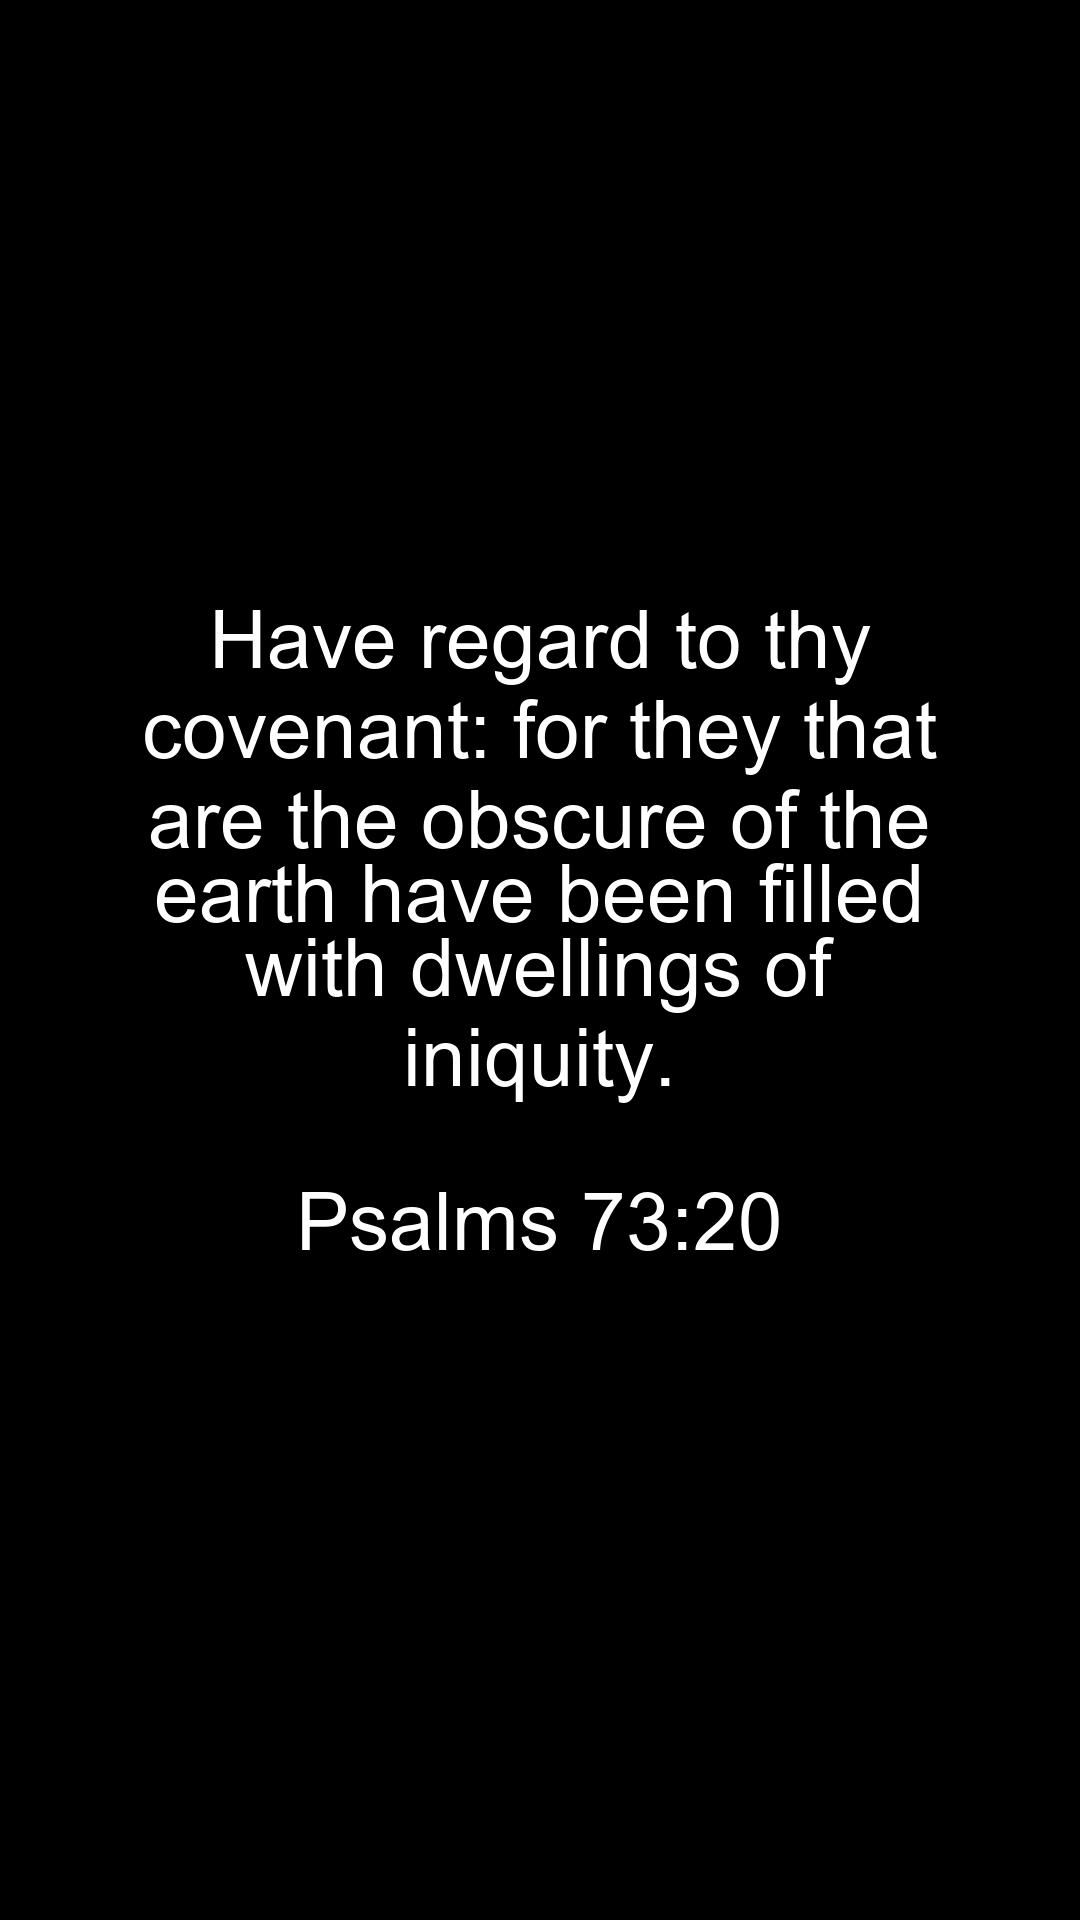 Have regard to thy
covenant: for they that
are the obscure of the
earth have been filled
with dwellings of
iniquity.
Psalms 73:20